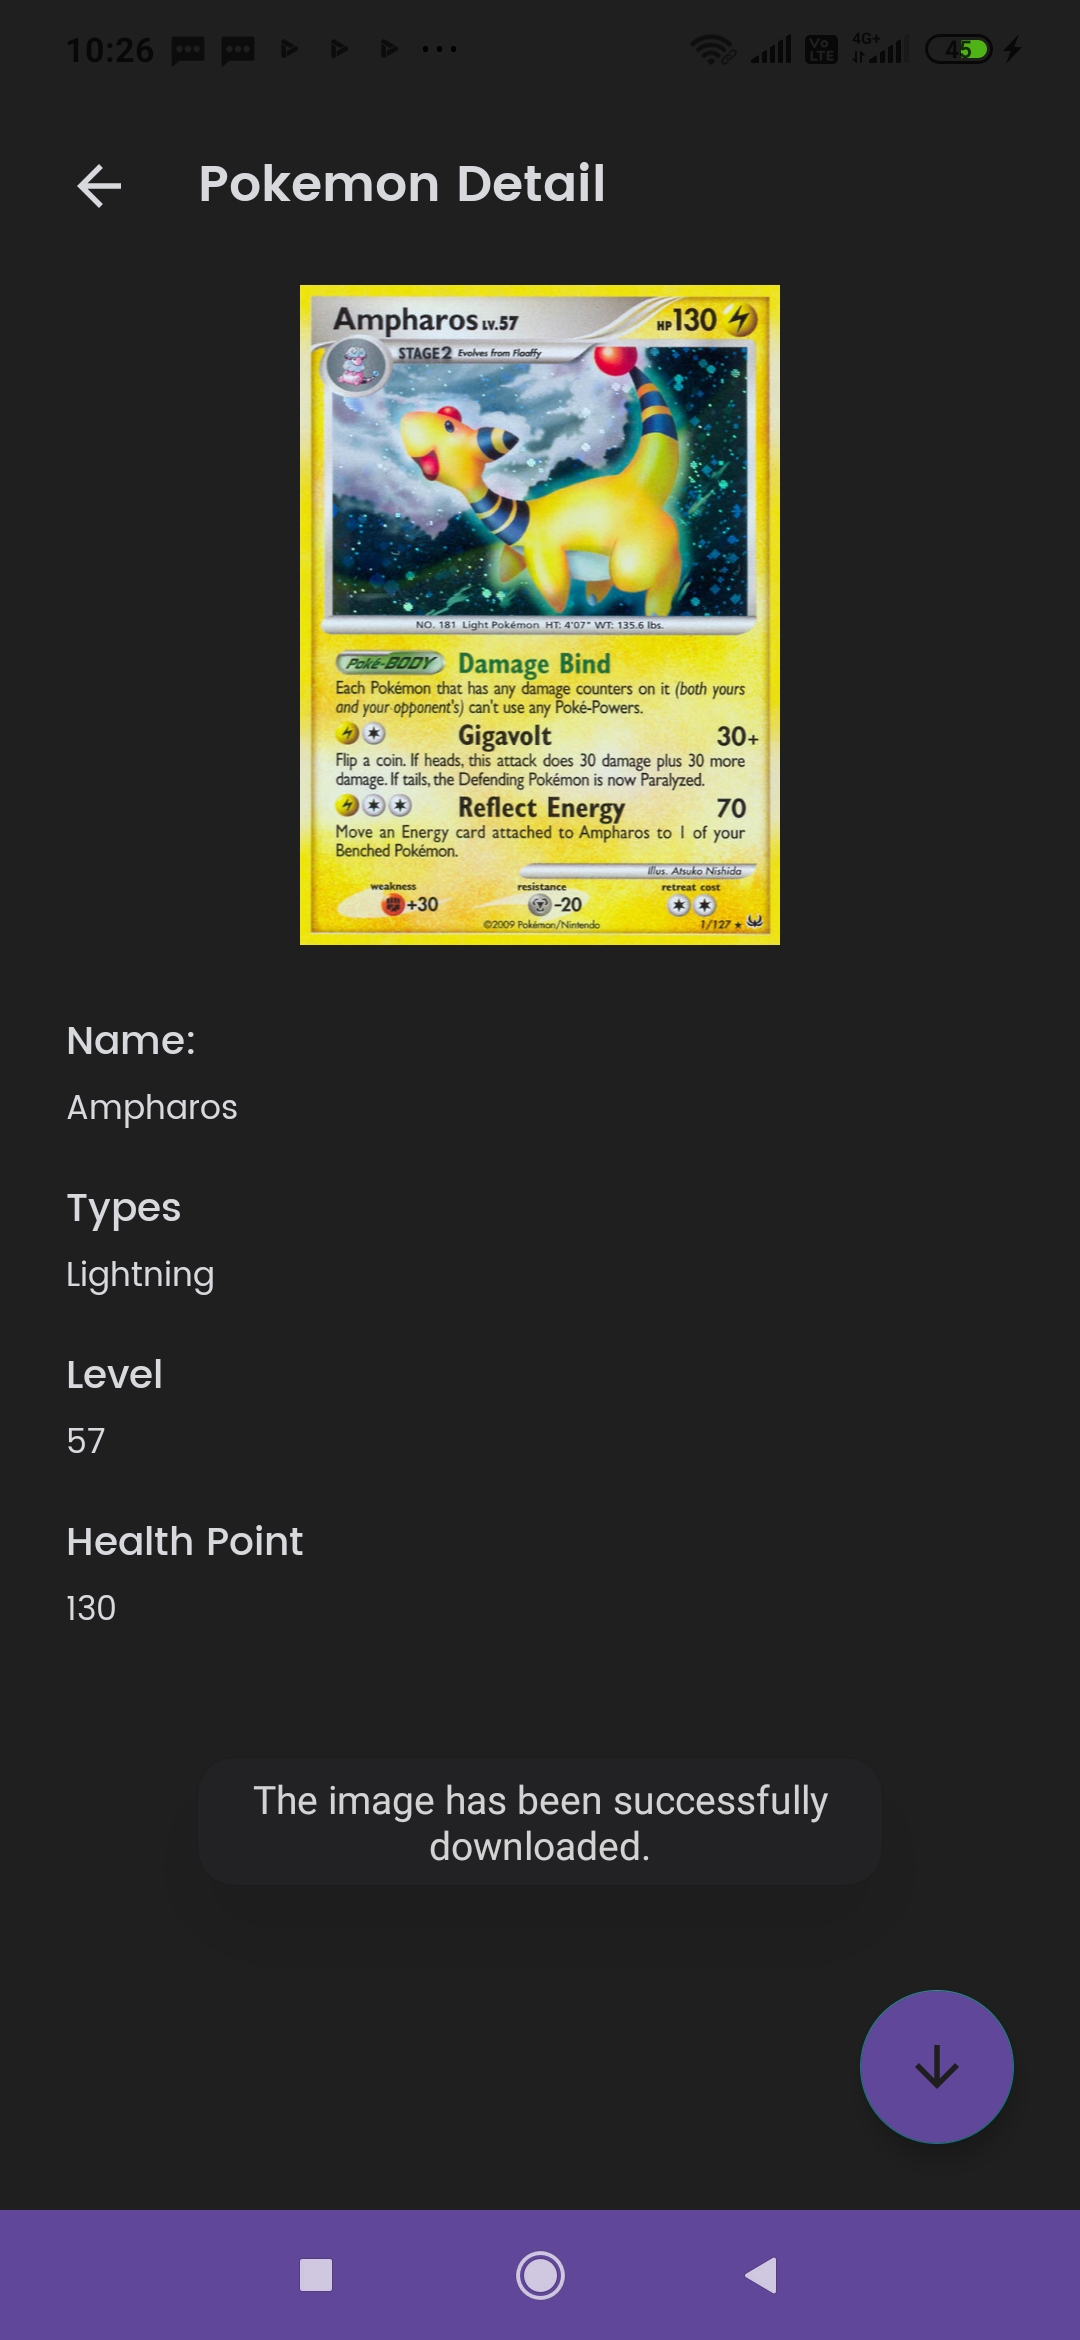 10:26
Vo
LTE
4G+
45
Pokemon Detail
Ampharos LV.57
HP 130
STAGE2 Evolves from Flaaffy
NO. 181 Light Pokémon HT: 4'07" WT: 135.6 lbs.
Poké-BODY Damage Bind
Each Pokémon that has any damage counters on it (both yours
and your opponent's) can't use any Poké-Powers.
Gigavolt 30+
Flip a coin. If heads, this attack does 30 damage plus 30 more
damage. If tails, the Defending Pokémon is now Paralyzed.
Reflect Energy 70
Move an Energy card attached to Ampharos to 1 of your
Benched Pokémon.
Illus. Atsuko Nishida
weakness resistance retreat cost
+30 -20
©2009 Pokémon/Nintendo 1/127
Name:
Ampharos
Types
Lightning
Level
57
Health Point
130
The image has been successfully
downloaded.